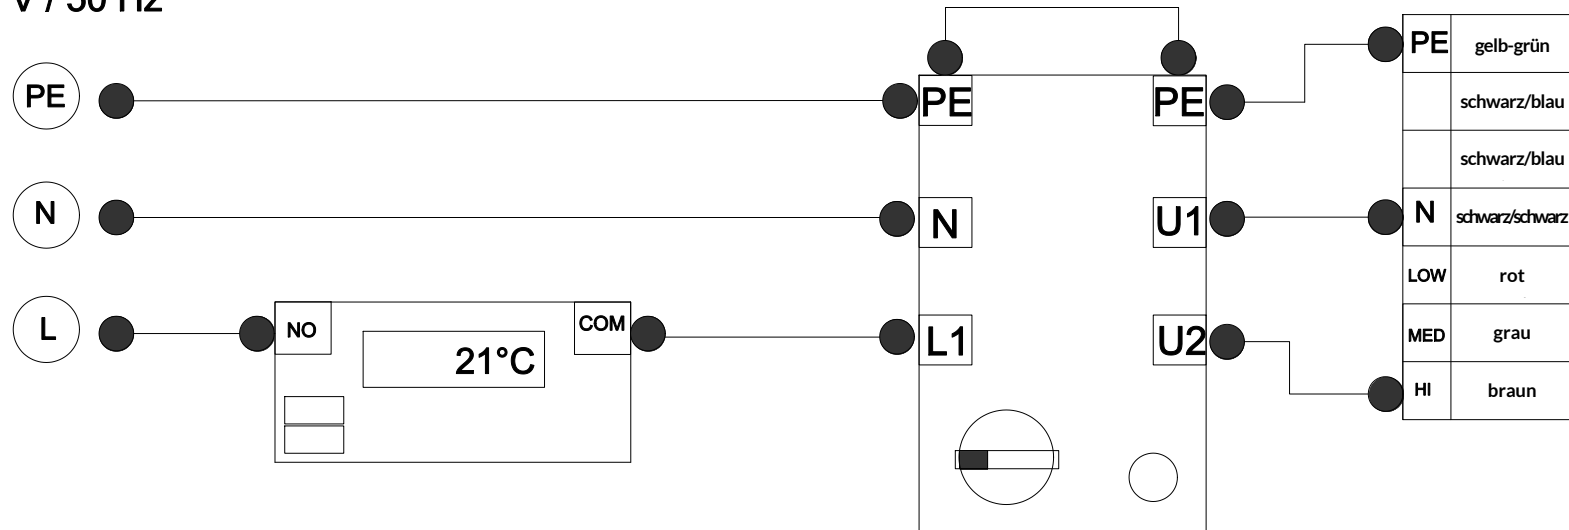 V / 50 Hz
PE
PE
PE
PE gelb-grün
schwarz/blau
schwarz/blau
N
N
U1
N schwarz/schwarz
LOW rot
L
NO
COM
21°C
L1
U2
MED grau
HI braun